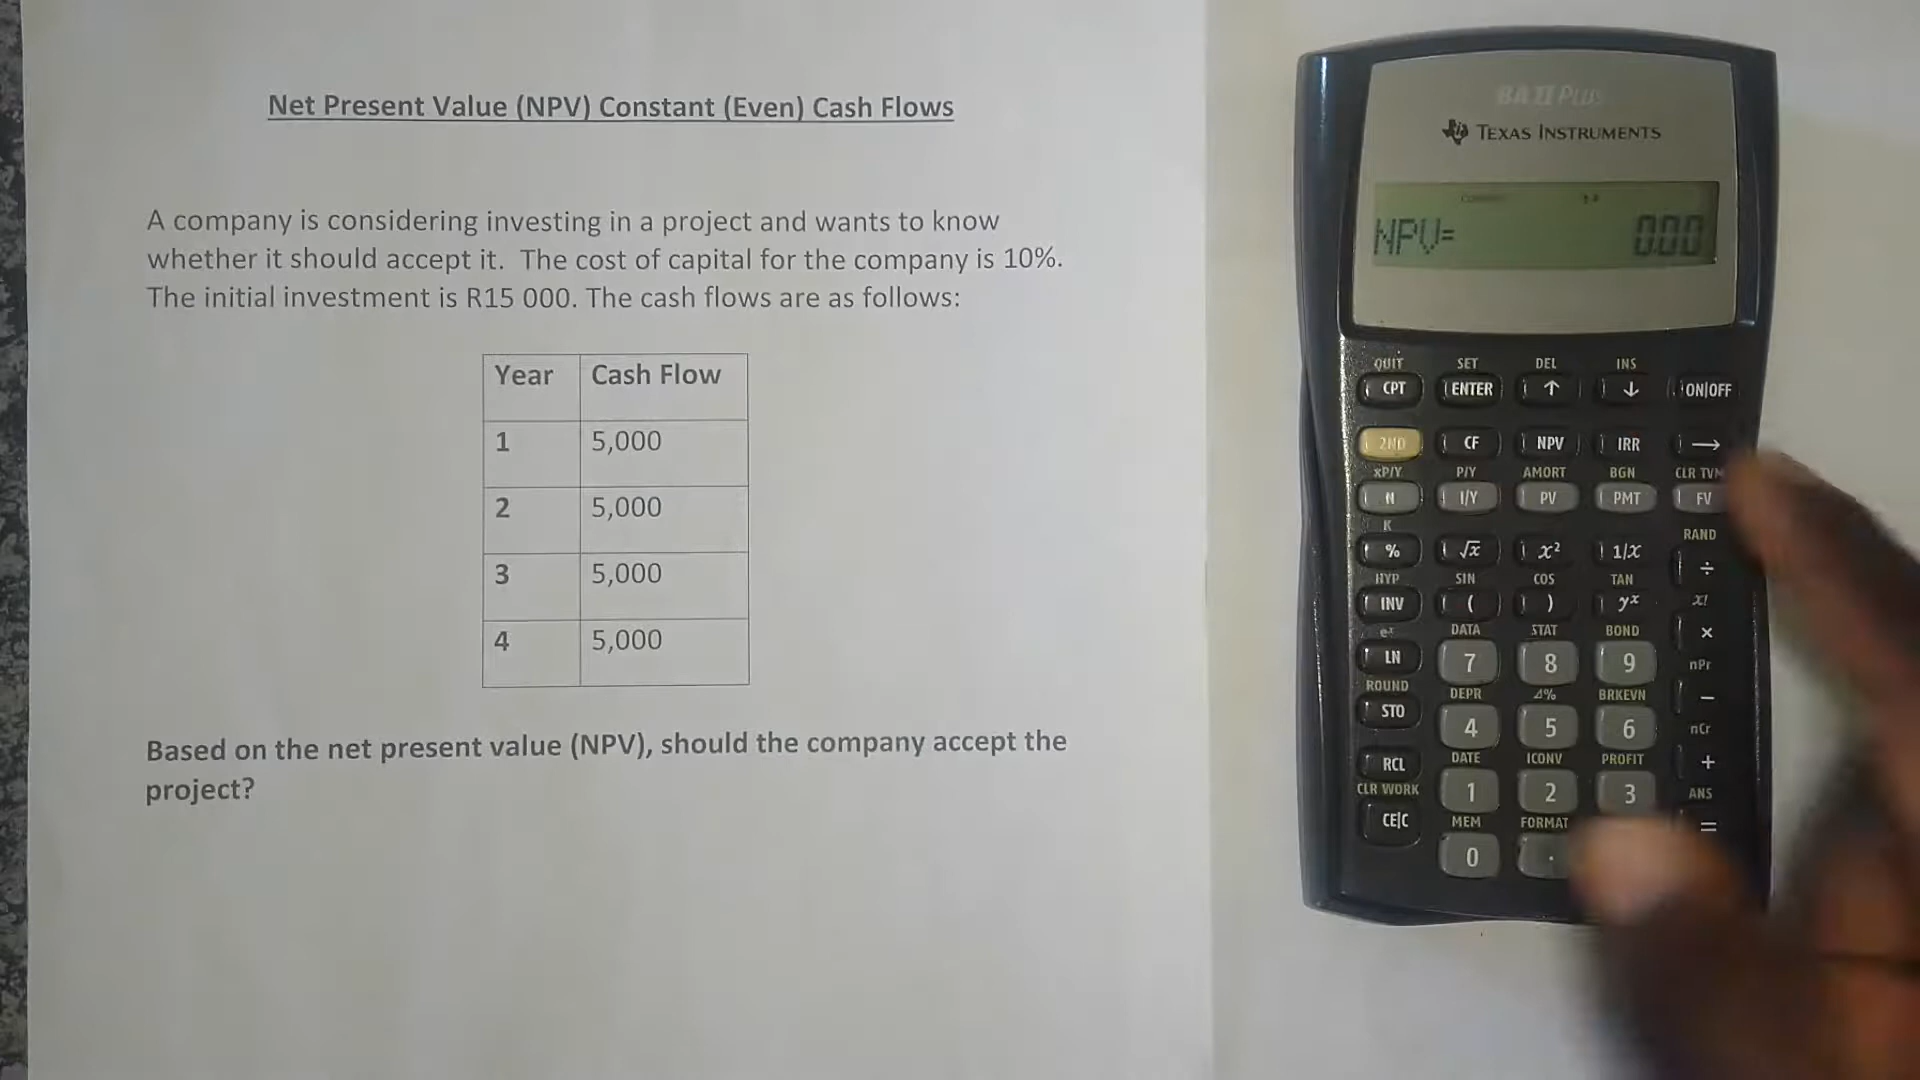 Net Present Value (NPV) Constant (Even) Cash Flows
A company is considering investing in a project and wants to know
whether it should accept it. The cost of capital for the company is 10%.
The initial investment is R15 000. The cash flows are as follows:
Year Cash Flow
1 5,000
2 5,000
3 5,000
4 5,000
Based on the net present value (NPV), should the company accept the
project?
BA II Plus
TEXAS INSTRUMENTS
NPV= 0.00
QUIT SET DEL INS
CPT ENTER ↑ ↓ ON|OFF
2ND CF NPV IRR →
xP/Y P/Y AMORT BGN CLR TVM
N I/Y PV PMT FV
K RAND
% √x x² 1/x ÷
HYP SIN COS TAN x!
INV ( ) yˣ ×
eˣ DATA STAT BOND nPr
LN 7 8 9 −
ROUND DEPR Δ% BRKEVN nCr
STO 4 5 6 +
DATE ICONV PROFIT
RCL 1 2 3
CLR WORK MEM FORMAT ANS
CE|C 0 . =